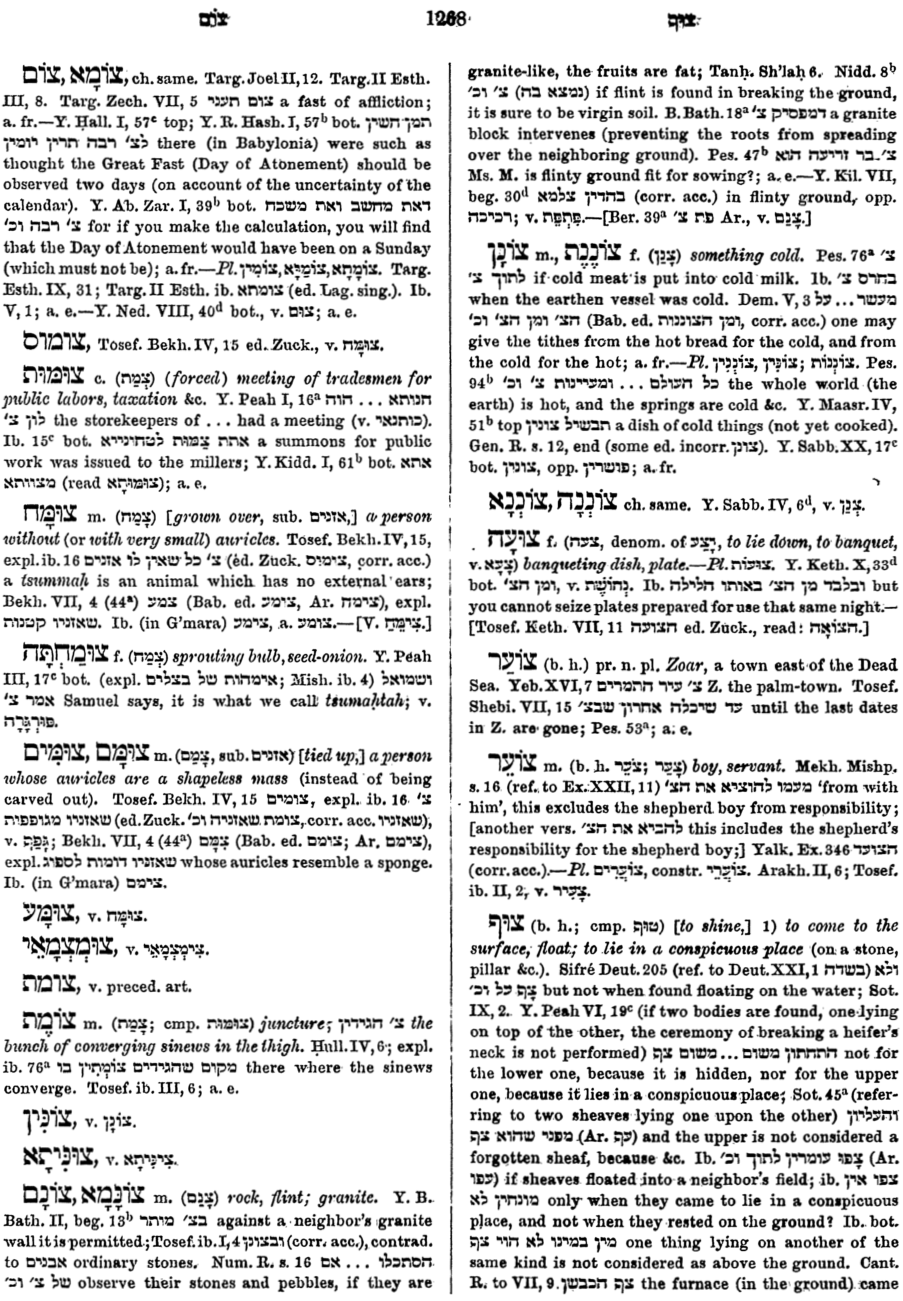 צוֹם 1268 צוּף
צוֹמָא, צוֹם, ch. same. Targ. Joel II, 12. Targ. II Esth.
III, 8. Targ. Zech. VII, 5 צום תעני a fast of affliction;
a. fr.—Y. Ḥall. I, 57ᶜ top; Y. R. Hash. I, 57ᵇ bot. תמן חשין
לצ׳ רבה תרין יומין there (in Babylonia) were such as
thought the Great Fast (Day of Atonement) should be
observed two days (on account of the uncertainty of the
calendar). Y. Ab. Zar. I, 39ᵇ bot. דאת מחשב ואת משכח
צ׳ רבה וכ׳ for if you make the calculation, you will find
that the Day of Atonement would have been on a Sunday
(which must not be); a. fr.—Pl. צוֹמָתָא, צוֹמַיָּא, צוֹמִין. Targ.
Esth. IX, 31; Targ. II Esth. ib. צומתא (ed. Lag. sing.). Ib.
V, 1; a. e.—Y. Ned. VIII, 40ᵈ bot., v. צוּם; a. e.
צומוס, Tosef. Bekh. IV, 15 ed. Zuck., v. צוּמָּח.
צוּמּוּת c. (צָמַת) (forced) meeting of tradesmen for
public labors, taxation &c. Y. Peah I, 16ᵃ חנותא ... הוה
לון צ׳ the storekeepers of ... had a meeting (v. כותנאי).
Ib. 15ᶜ bot. אתת צמות לטחונייא a summons for public
work was issued to the millers; Y. Kidd. I, 61ᵇ bot. אתא
מצוותא (read צוּמּוּתָא); a. e.
צוּמָּח m. (צָמַח) [grown over, sub. אזנים,] a person
without (or with very small) auricles. Tosef. Bekh. IV, 15,
expl. ib. 16 צ׳ כל שאין לו אזנים (ed. Zuck. צימים, corr. acc.)
a tsummaḥ is an animal which has no external ears;
Bekh. VII, 4 (44ᵃ) צמע (Bab. ed. צימע, Ar. צימח), expl.
שאזניו קטנות. Ib. (in G'mara) צימע, a. צומע.—[V. צִימֵּחַ.]
צוּמַחְתָּה f. (צמח) sprouting bulb, seed-onion. Y. Peah
III, 17ᶜ bot. (expl. אימהות של בצלים; Mish. ib. 4) ושמואל
אמר צ׳ Samuel says, it is what we call tsumaḥtah; v.
פּוּרְגָּרָה.
צוּמָּם, צוּמִּים m. (צָמַם, sub. אזנים) [tied up,] a person
whose auricles are a shapeless mass (instead of being
carved out). Tosef. Bekh. IV, 15 צומים, expl. ib. 16 צ׳
שאזניו מגופפית (ed. Zuck. צומת שאזניה וכ׳, corr. acc. שאזניו),
v. גָּפַף; Bekh. VII, 4 (44ᵃ) צמם (Bab. ed. צומם; Ar. צימם),
expl. שאזניו דומות לספוג whose auricles resemble a sponge.
Ib. (in G'mara) צימם.
צוּמָּע, v. צוּמָּח.
צוּמְצְמָאֵי, v. צִימְצְמָאֵי.
צומת, v. preced. art.
צוֹמֶת m. (צָמַת; cmp. צוּמּוּת) juncture; צ׳ הגידין the
bunch of converging sinews in the thigh. Ḥull. IV, 6; expl.
ib. 76ᵃ מקום שהגידים צוֹמְתִין בו there where the sinews
converge. Tosef. ib. III, 6; a. e.
צוֹנִין, v. צוֹנָן.
צוּנִּיתָא, v. צִינִּיתָא.
צוּנְּמָא, צוֹנָם m. (צנם) rock, flint; granite. Y. B.
Bath. II, beg. 13ᵇ בצ׳ מותר against a neighbor's granite
wall it is permitted; Tosef. ib. I, 4 ובצונן (corr. acc.), contrad.
to אבנים ordinary stones. Num. R. s. 16 הסתכלו ... אם
של צ׳ וכ׳ observe their stones and pebbles, if they are
granite-like, the fruits are fat; Tanḥ. Sh'laḥ 6. Nidd. 8ᵇ
(נמצא בה) צ׳ וכ׳ if flint is found in breaking the ground,
it is sure to be virgin soil. B. Bath. 18ᵃ דמפסיק צ׳ a granite
block intervenes (preventing the roots from spreading
over the neighboring ground). Pes. 47ᵇ צ׳ בר זריעה הוא
Ms. M. is flinty ground fit for sowing?; a. e.—Y. Kil. VII,
beg. 30ᵈ בהדין צלמא (corr. acc.) in flinty ground, opp.
רכיכה; v. פְּתַפַּת.—[Ber. 39ᵃ פת צ׳ Ar., v. צָנַם.]
צוֹנָן m., צוֹנֶנֶת f. (צָנַן) something cold. Pes. 76ᵃ צ׳
לתוך צ׳ if cold meat is put into cold milk. Ib. בחרס צ׳
when the earthen vessel was cold. Dem. V, 3 מעשר ... על
הצ׳ ומן הצ׳ וכ׳ (Bab. ed. ומן הצוננות, corr. acc.) one may
give the tithes from the hot bread for the cold, and from
the cold for the hot; a. fr.—Pl. צוֹנְנוֹת; צוֹנִין, צוֹנְנִין. Pes.
94ᵇ כל העולם ... ומעיינות צ׳ וכ׳ the whole world (the
earth) is hot, and the springs are cold &c. Y. Maasr. IV,
51ᵇ top תבשיל צונין a dish of cold things (not yet cooked).
Gen. R. s. 12, end (some ed. incorr. צונן). Y. Sabb. XX, 17ᶜ
bot. צונין, opp. פושרין; a. fr.
צוֹנְנָה, צוֹנְנָא ch. same. Y. Sabb. IV, 6ᵈ, v. צְנַן.
צוּעָה f. (צעה, denom. of יָצַע, to lie down, to banquet,
v. צָעָא) banqueting dish, plate.—Pl. צוּעוֹת. Y. Keth. X, 33ᵈ
bot. ומן הצ׳, v. נְחוֹשֶׁת. Ib. ובלבד מן הצ׳ באותו הלילה but
you cannot seize plates prepared for use that same night.—
[Tosef. Keth. VII, 11 הצועה ed. Zuck., read: הַצּוֹאָה.]
צוֹעַר (b. h.) pr. n. pl. Zoar, a town east of the Dead
Sea. Yeb. XVI, 7 צ׳ עיר התמרים Z. the palm-town. Tosef.
Shebi. VII, 15 עד שיכלה אחרון שבצ׳ until the last dates
in Z. are gone; Pes. 53ᵃ; a. e.
צוֹעֵר m. (b. h. צֹעֵר; צָעַר) boy, servant. Mekh. Mishp.
s. 16 (ref. to Ex. XXII, 11) מעמו להוציא את הצ׳ 'from with
him', this excludes the shepherd boy from responsibility;
[another vers. להביא את הצ׳ this includes the shepherd's
responsibility for the shepherd boy;] Yalk. Ex. 346 הצוער
(corr. acc.).—Pl. צוֹעֲרִים, constr. צוֹעֲרֵי. Arakh. II, 6; Tosef.
ib. II, 2, v. צָעִיר.
צוּף (b. h.; cmp. טוּף) [to shine,] 1) to come to the
surface, float; to lie in a conspicuous place (on a stone,
pillar &c.). Sifré Deut. 205 (ref. to Deut. XXI, 1 בשדה) ולא
צָף על וכ׳ but not when found floating on the water; Sot.
IX, 2. Y. Peah VI, 19ᶜ (if two bodies are found, one lying
on top of the other, the ceremony of breaking a heifer's
neck is not performed) התחתון משום ... משום צף not for
the lower one, because it is hidden, nor for the upper
one, because it lies in a conspicuous place; Sot. 45ᵃ (refer-
ring to two sheaves lying one upon the other) והעליון
מפני שהוא צף (Ar. עף) and the upper is not considered a
forgotten sheaf, because &c. Ib. צָפוּ עומרין לתוך וכ׳ (Ar.
עפו) if sheaves floated into a neighbor's field; ib. צפו אין
מונחין לא only when they came to lie in a conspicuous
place, and not when they rested on the ground? Ib. bot.
מין במינו לא הוי צף one thing lying on another of the
same kind is not considered as above the ground. Cant.
R. to VII, 9 צף הכבשן the furnace (in the ground) came